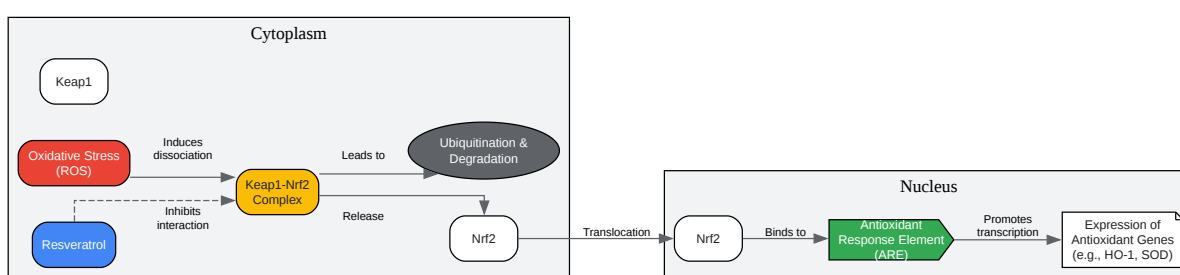 Cytoplasm
Keap1
Oxidative Stress
(ROS)
Induces
dissociation
Resveratrol
Inhibits
interaction
Keap1-Nrf2
Complex
Leads to
Ubiquitination &
Degradation
Release
Nrf2
Translocation
Nucleus
Nrf2
Binds to
Antioxidant
Response Element
(ARE)
Promotes
transcription
Expression of
Antioxidant Genes
(e.g., HO-1, SOD)